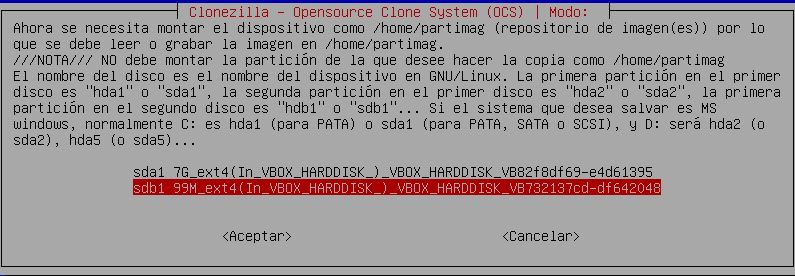 Clonezilla - Opensource Clone System (OCS) | Modo:
Ahora se necesita montar el dispositivo como /home/partimag (repositorio de imagen(es)) por lo
que se debe leer o grabar la imagen en /home/partimag.
///NOTA/// NO debe montar la partición de la que desee hacer la copia como /home/partimag
El nombre del disco es el nombre del dispositivo en GNU/Linux. La primera partición en el primer
disco es "hda1" o "sda1", la segunda partición en el primer disco es "hda2" o "sda2", la primera
partición en el segundo disco es "hdb1" o "sdb1"... Si el sistema que desea salvar es MS
windows, normalmente C: es hda1 (para PATA) o sda1 (para PATA, SATA o SCSI), y D: será hda2 (o
sda2), hda5 (o sda5)...
sda1 7G_ext4(In_VBOX_HARDDISK_)_VBOX_HARDDISK_VB82f8df69-e4d61395
sdb1 99M_ext4(In_VBOX_HARDDISK_)_VBOX_HARDDISK_VB732137cd-df642048
<Aceptar> <Cancelar>